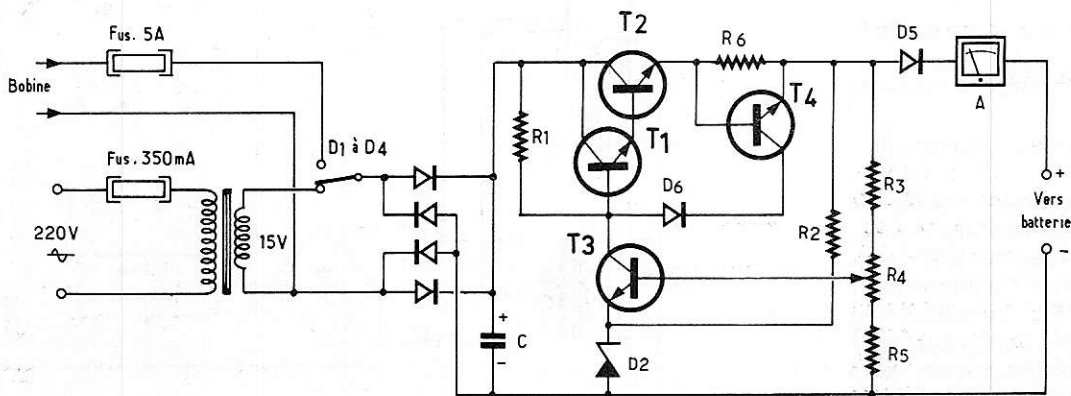 Fus. 5A
Bobine
Fus. 350mA
D1 à D4
220V
15V
+
C
-
R1
T2
T1
R6
T4
D6
T3
R2
D2
D5
A
R3
R4
R5
+
Vers
batterie
-